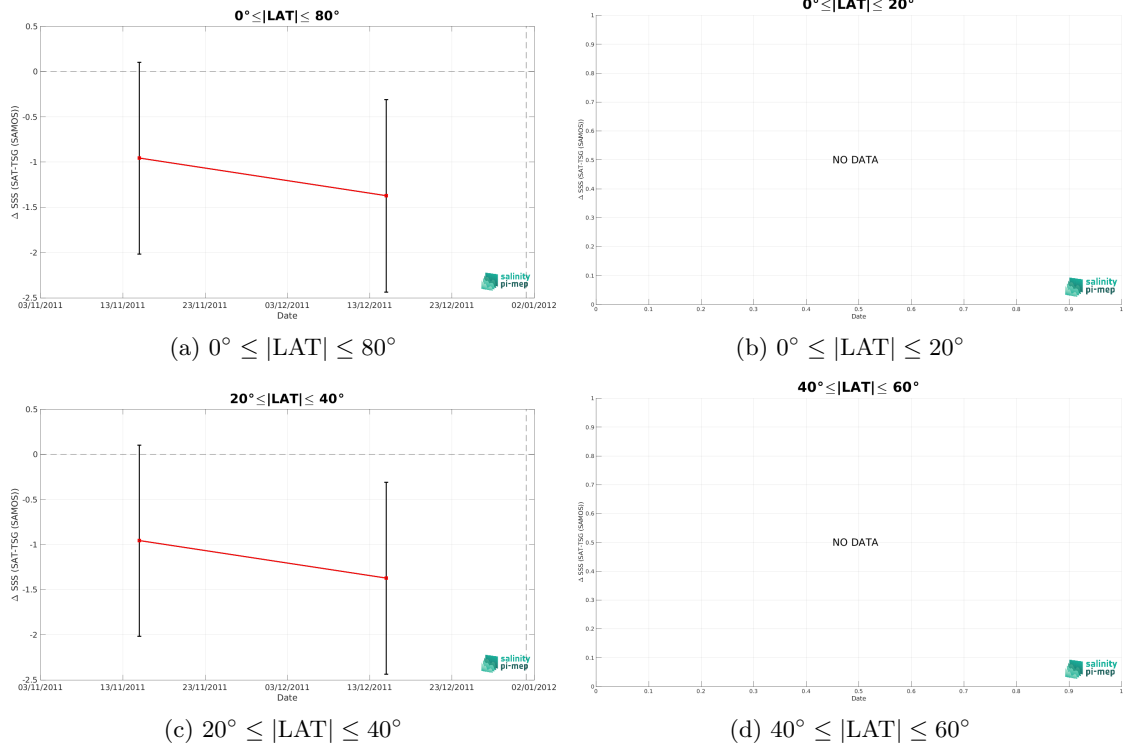 0°≤|LAT|≤ 80°
0.5
0
-0.5
-1
-1.5
-2
-2.5
Δ SSS (SAT-TSG (SAMOS))
03/11/2011 13/11/2011 23/11/2011 03/12/2011 13/12/2011 23/12/2011 02/01/2012
Date
salinity
pi-mep
(a) 0° ≤ |LAT| ≤ 80°
0°≤|LAT|≤ 20°
1
0.9
0.8
0.7
0.6
0.5
0.4
0.3
0.2
0.1
0
Δ SSS (SAT-TSG (SAMOS))
NO DATA
0 0.1 0.2 0.3 0.4 0.5 0.6 0.7 0.8 0.9 1
Date
salinity
pi-mep
(b) 0° ≤ |LAT| ≤ 20°
20°≤|LAT|≤ 40°
0.5
0
-0.5
-1
-1.5
-2
-2.5
Δ SSS (SAT-TSG (SAMOS))
03/11/2011 13/11/2011 23/11/2011 03/12/2011 13/12/2011 23/12/2011 02/01/2012
Date
salinity
pi-mep
(c) 20° ≤ |LAT| ≤ 40°
40°≤|LAT|≤ 60°
1
0.9
0.8
0.7
0.6
0.5
0.4
0.3
0.2
0.1
0
Δ SSS (SAT-TSG (SAMOS))
NO DATA
0 0.1 0.2 0.3 0.4 0.5 0.6 0.7 0.8 0.9 1
Date
salinity
pi-mep
(d) 40° ≤ |LAT| ≤ 60°